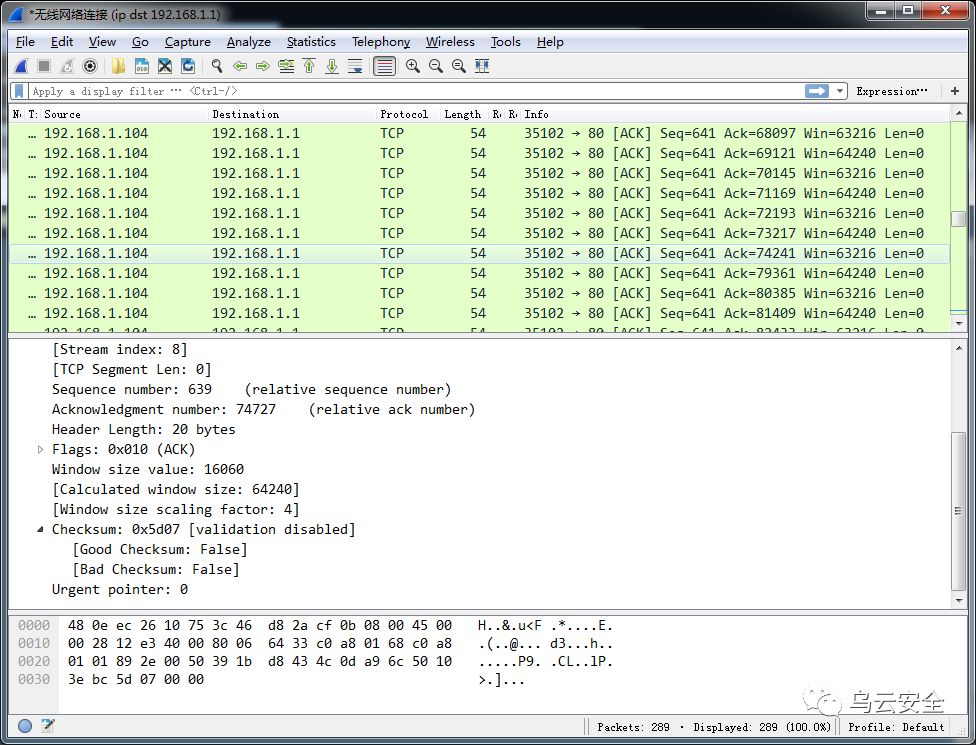 *无线网络连接 (ip dst 192.168.1.1)
File Edit View Go Capture Analyze Statistics Telephony Wireless Tools Help
Apply a display filter ⋯ <Ctrl-/> Expression⋯ +
N T: Source Destination Protocol Length R R Info
… 192.168.1.104 192.168.1.1 TCP 54 35102 → 80 [ACK] Seq=641 Ack=68097 Win=63216 Len=0
… 192.168.1.104 192.168.1.1 TCP 54 35102 → 80 [ACK] Seq=641 Ack=69121 Win=64240 Len=0
… 192.168.1.104 192.168.1.1 TCP 54 35102 → 80 [ACK] Seq=641 Ack=70145 Win=63216 Len=0
… 192.168.1.104 192.168.1.1 TCP 54 35102 → 80 [ACK] Seq=641 Ack=71169 Win=64240 Len=0
… 192.168.1.104 192.168.1.1 TCP 54 35102 → 80 [ACK] Seq=641 Ack=72193 Win=63216 Len=0
… 192.168.1.104 192.168.1.1 TCP 54 35102 → 80 [ACK] Seq=641 Ack=73217 Win=64240 Len=0
… 192.168.1.104 192.168.1.1 TCP 54 35102 → 80 [ACK] Seq=641 Ack=74241 Win=63216 Len=0
… 192.168.1.104 192.168.1.1 TCP 54 35102 → 80 [ACK] Seq=641 Ack=79361 Win=64240 Len=0
… 192.168.1.104 192.168.1.1 TCP 54 35102 → 80 [ACK] Seq=641 Ack=80385 Win=63216 Len=0
… 192.168.1.104 192.168.1.1 TCP 54 35102 → 80 [ACK] Seq=641 Ack=81409 Win=64240 Len=0
[Stream index: 8]
[TCP Segment Len: 0]
Sequence number: 639 (relative sequence number)
Acknowledgment number: 74727 (relative ack number)
Header Length: 20 bytes
Flags: 0x010 (ACK)
Window size value: 16060
[Calculated window size: 64240]
[Window size scaling factor: 4]
Checksum: 0x5d07 [validation disabled]
[Good Checksum: False]
[Bad Checksum: False]
Urgent pointer: 0
0000 48 0e ec 26 10 75 3c 46 d8 2a cf 0b 08 00 45 00 H..&.u<F .*....E.
0010 00 28 12 e3 40 00 80 06 64 33 c0 a8 01 68 c0 a8 .(..@... d3...h..
0020 01 01 89 2e 00 50 39 1b d8 43 4c 0d a9 6c 50 10 .....P9. .CL..lP.
0030 3e bc 5d 07 00 00 >.]...
乌云安全
Packets: 289 · Displayed: 289 (100.0%) Profile: Default